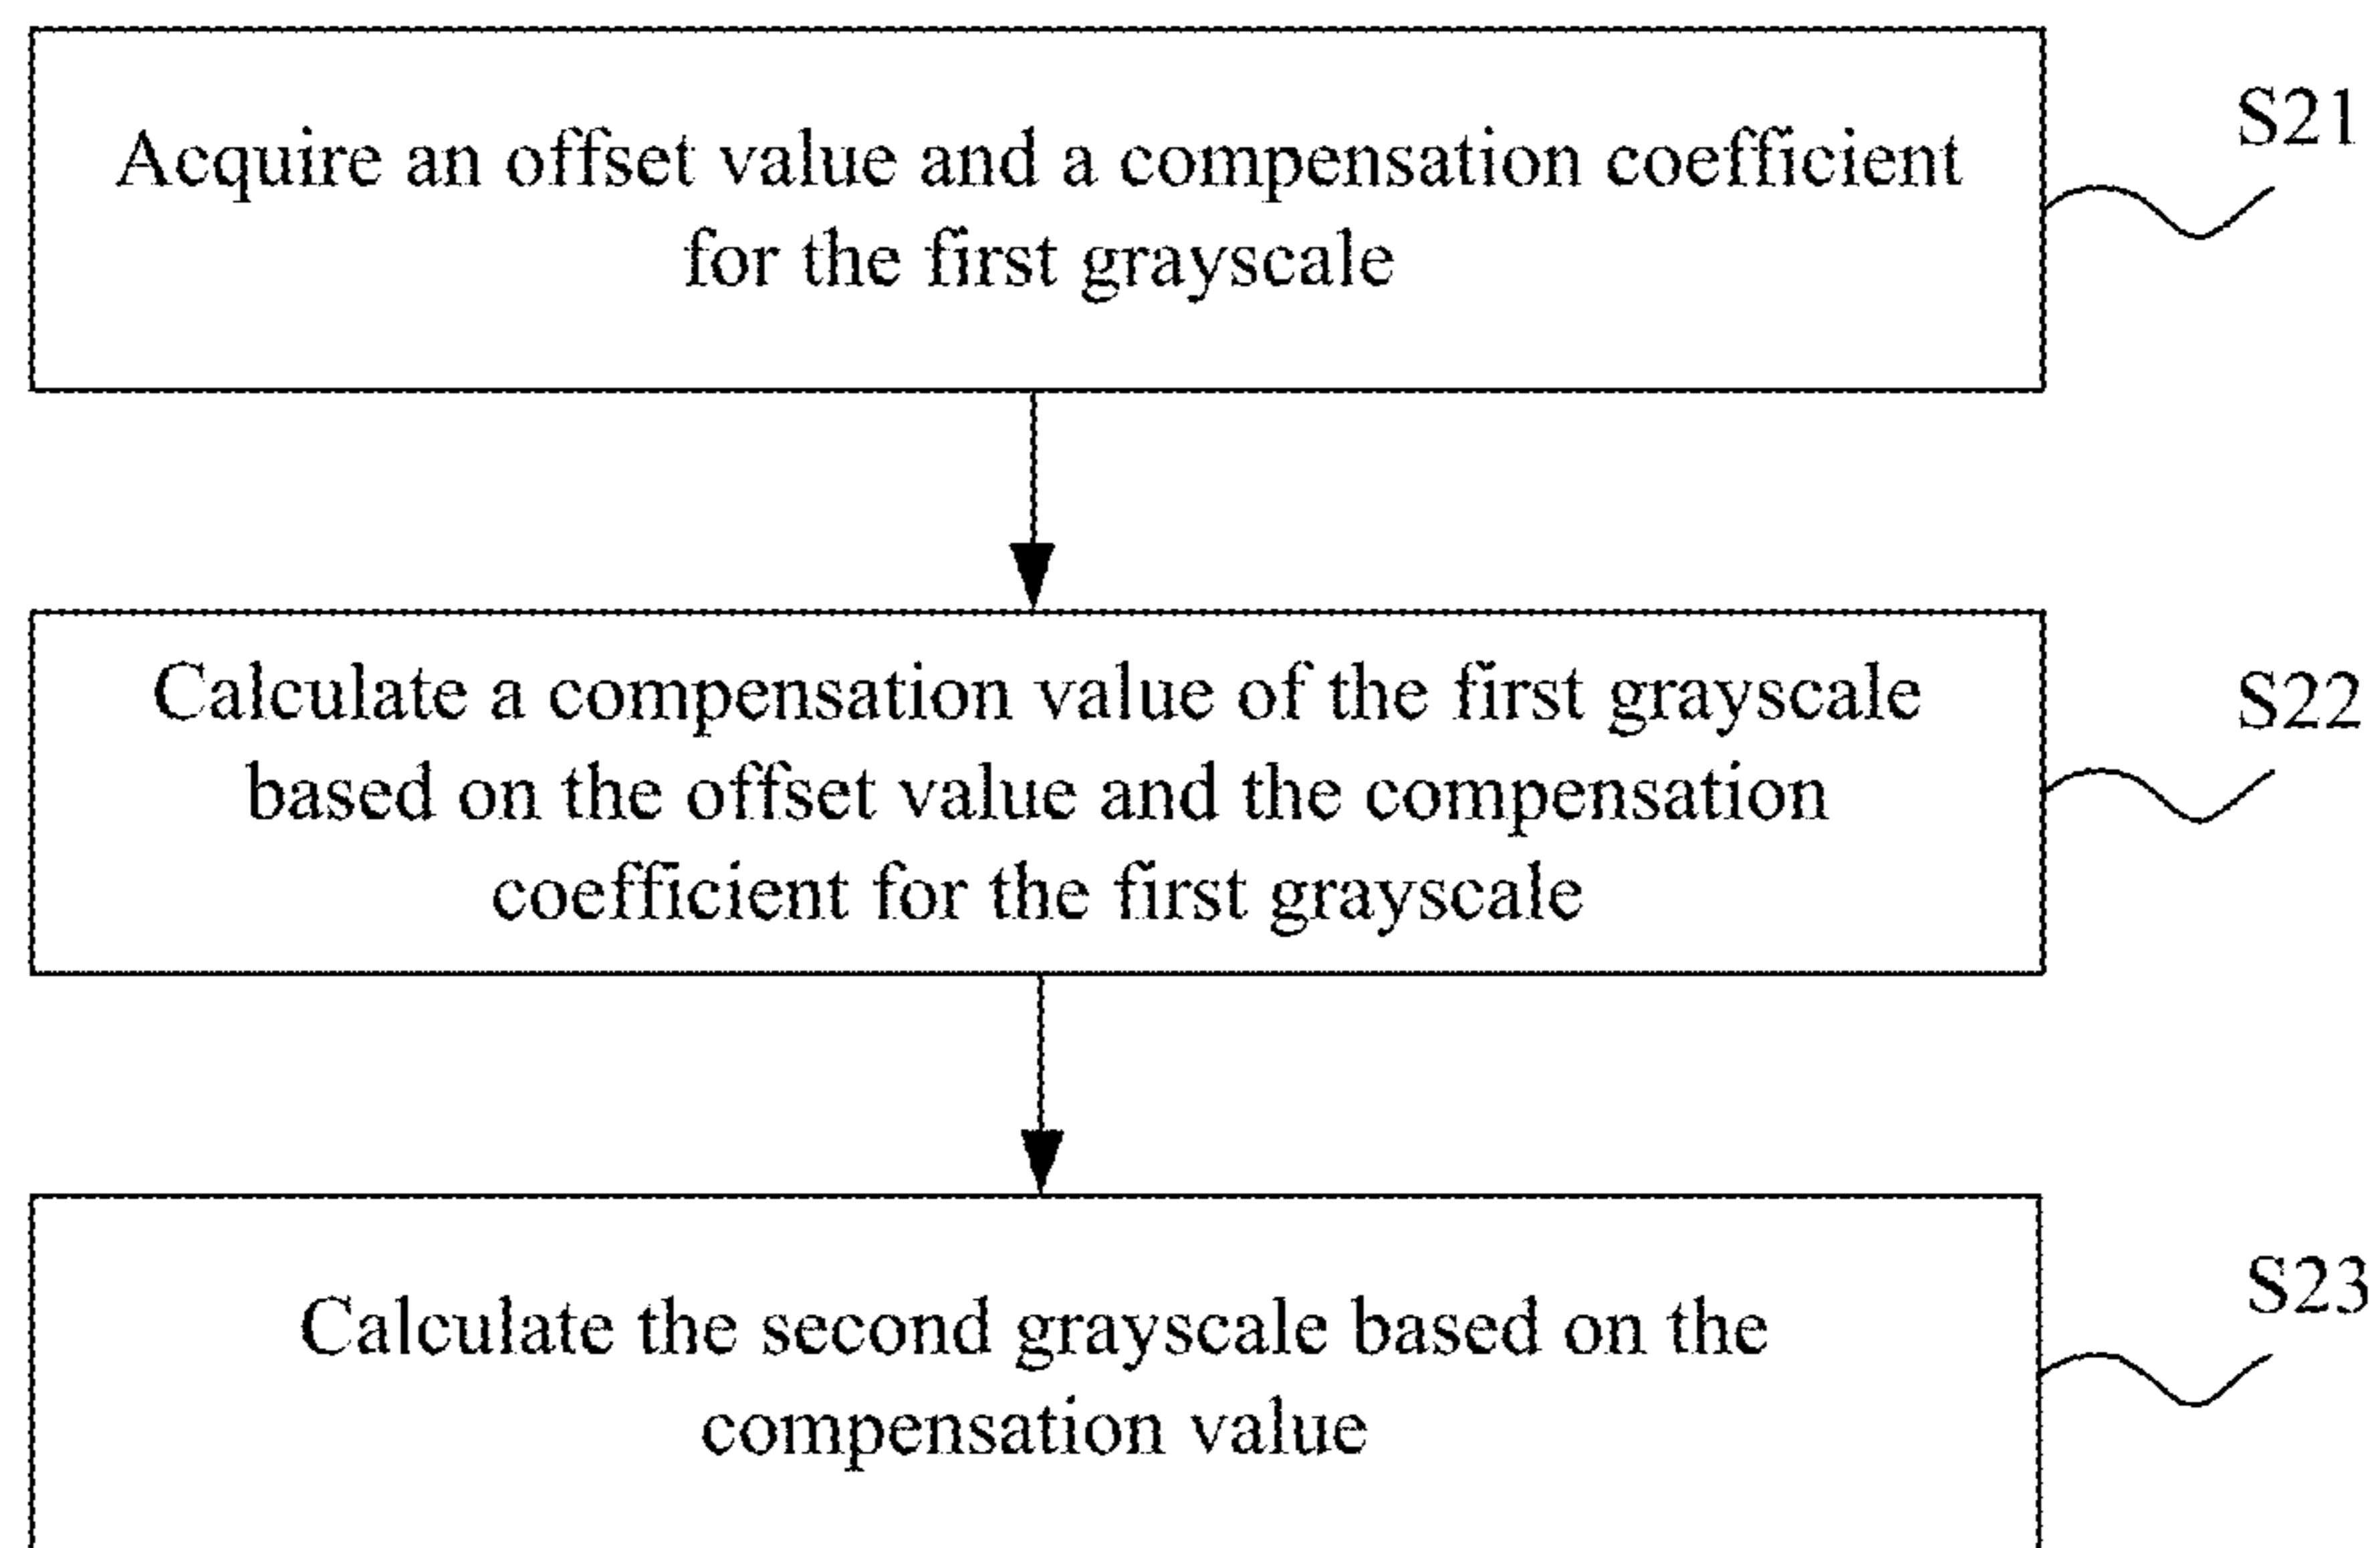 S21
Acquire an offset value and a compensation coefficient
for the first grayscale
S22
Calculate a compensation value of the first grayscale
based on the offset value and the compensation
coefficient for the first grayscale
S23
Calculate the second grayscale based on the
compensation value